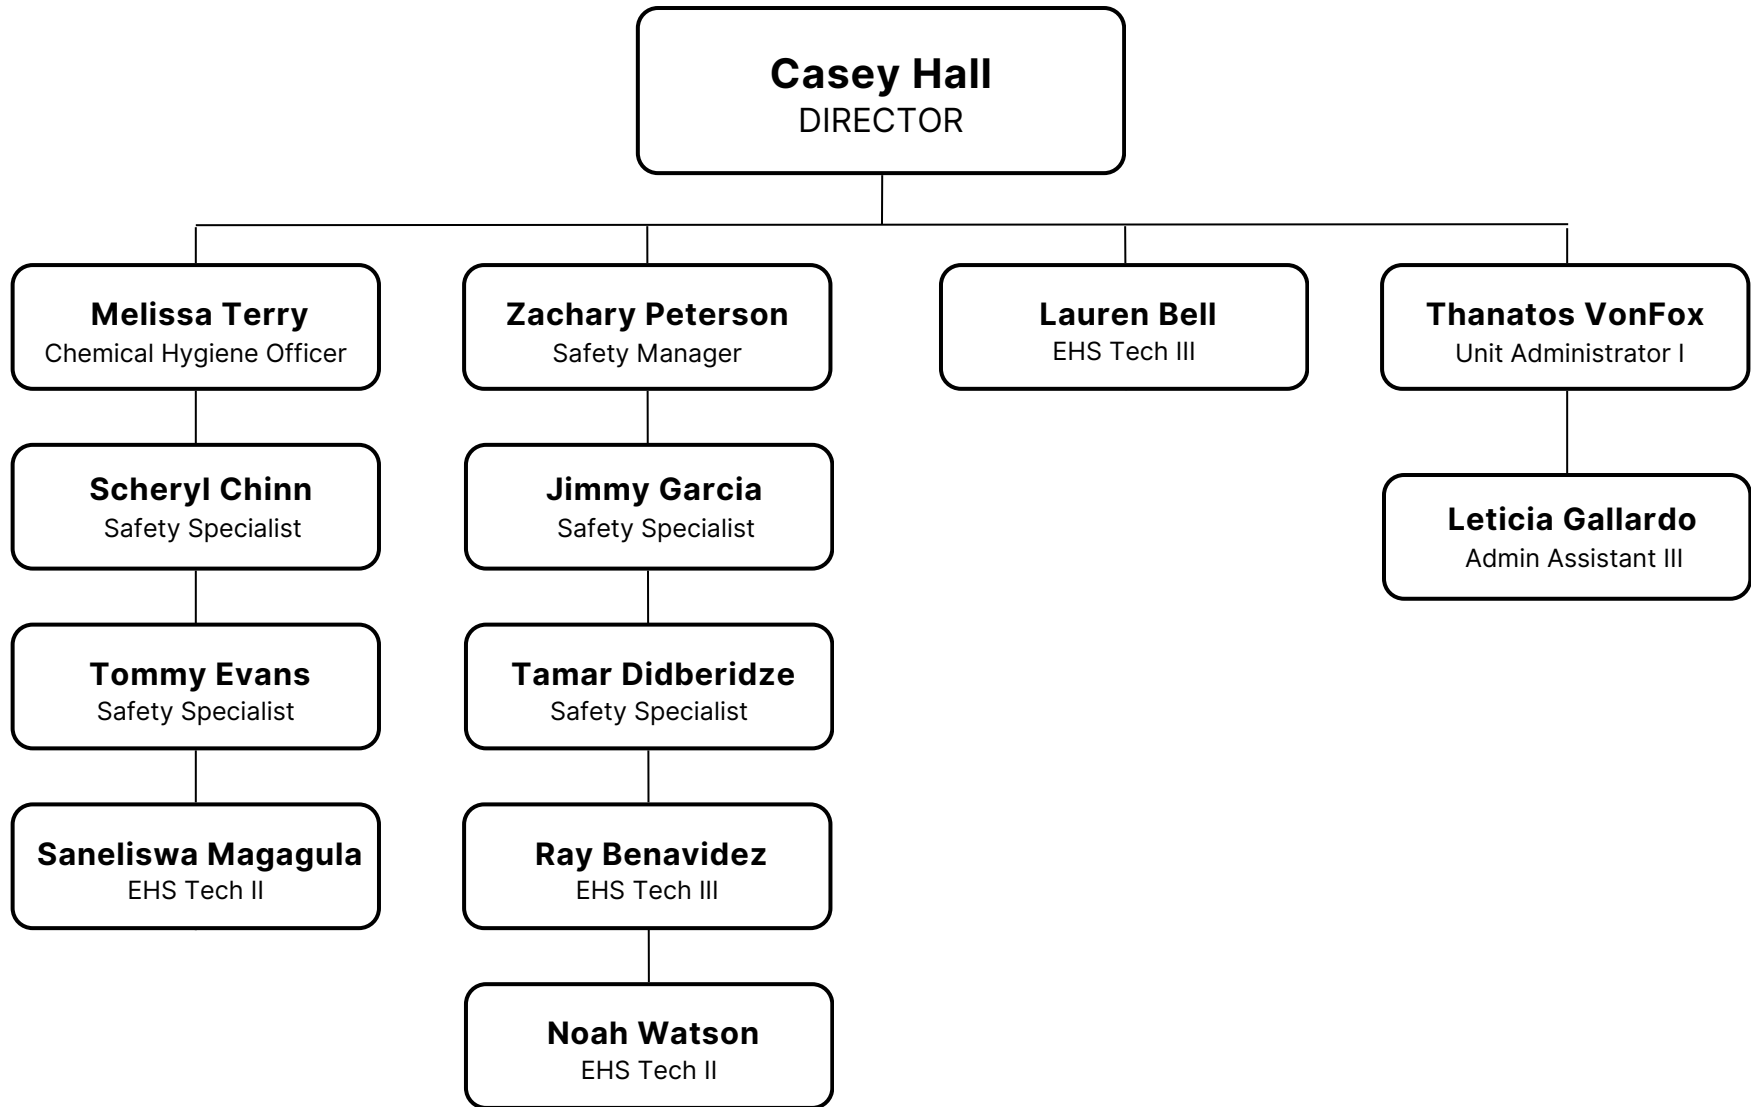 Casey Hall
DIRECTOR
Melissa Terry
Chemical Hygiene Officer
Zachary Peterson
Safety Manager
Lauren Bell
EHS Tech III
Thanatos VonFox
Unit Administrator I
Scheryl Chinn
Safety Specialist
Jimmy Garcia
Safety Specialist
Leticia Gallardo
Admin Assistant III
Tommy Evans
Safety Specialist
Tamar Didberidze
Safety Specialist
Saneliswa Magagula
EHS Tech II
Ray Benavidez
EHS Tech III
Noah Watson
EHS Tech II